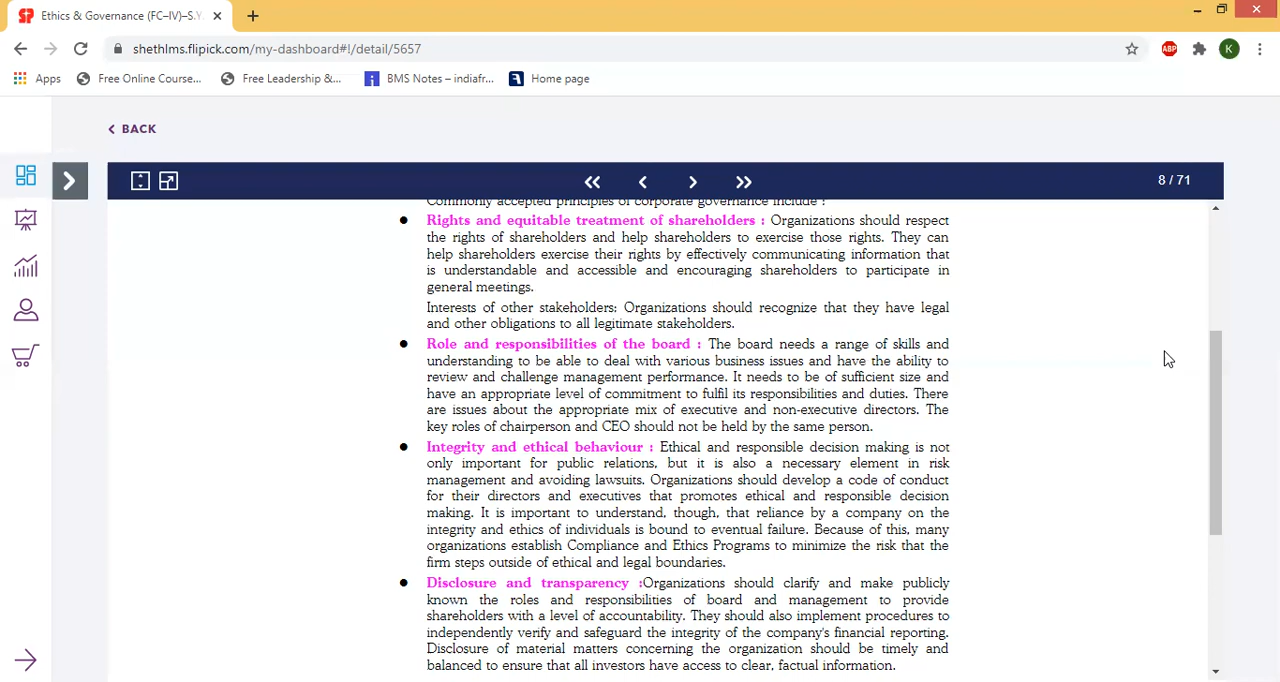 Ethics & Governance (FC–IV)–S.Y.
shethlms.flipick.com/my-dashboard#!/detail/5657
ABP
K
Apps
Free Online Course...
Free Leadership &...
BMS Notes – indiafr...
Home page
BACK
8 / 71
Commonly accepted principles of corporate governance include :
● Rights and equitable treatment of shareholders : Organizations should respect
the rights of shareholders and help shareholders to exercise those rights. They can
help shareholders exercise their rights by effectively communicating information that
is understandable and accessible and encouraging shareholders to participate in
general meetings.
Interests of other stakeholders: Organizations should recognize that they have legal
and other obligations to all legitimate stakeholders.
● Role and responsibilities of the board : The board needs a range of skills and
understanding to be able to deal with various business issues and have the ability to
review and challenge management performance. It needs to be of sufficient size and
have an appropriate level of commitment to fulfil its responsibilities and duties. There
are issues about the appropriate mix of executive and non-executive directors. The
key roles of chairperson and CEO should not be held by the same person.
● Integrity and ethical behaviour : Ethical and responsible decision making is not
only important for public relations, but it is also a necessary element in risk
management and avoiding lawsuits. Organizations should develop a code of conduct
for their directors and executives that promotes ethical and responsible decision
making. It is important to understand, though, that reliance by a company on the
integrity and ethics of individuals is bound to eventual failure. Because of this, many
organizations establish Compliance and Ethics Programs to minimize the risk that the
firm steps outside of ethical and legal boundaries.
● Disclosure and transparency :Organizations should clarify and make publicly
known the roles and responsibilities of board and management to provide
shareholders with a level of accountability. They should also implement procedures to
independently verify and safeguard the integrity of the company's financial reporting.
Disclosure of material matters concerning the organization should be timely and
balanced to ensure that all investors have access to clear, factual information.